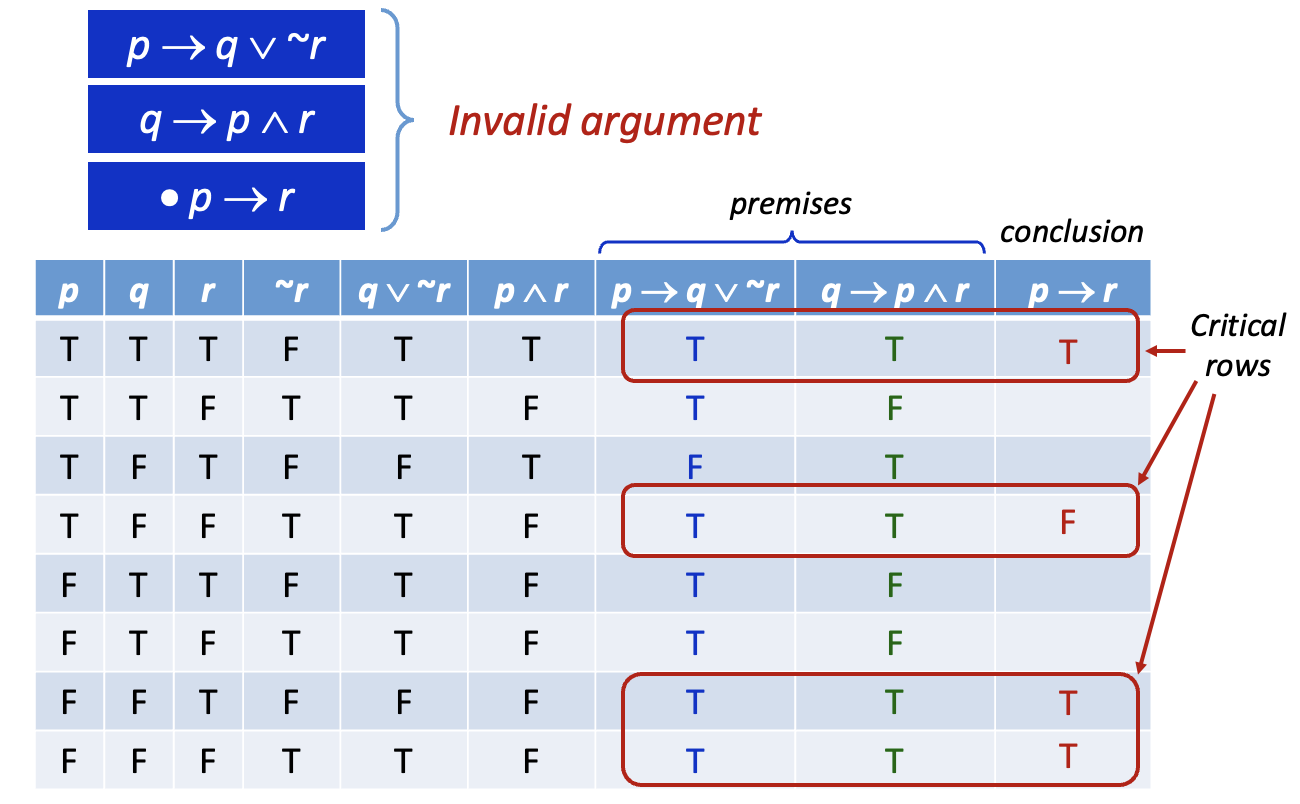 p → q ∨ ~r
q → p ∧ r
• p → r
Invalid argument
premises
conclusion
p q r ~r q ∨ ~r p ∧ r p → q ∨ ~r q → p ∧ r p → r
T T T F T T T T T
T T F T T F T F
T F T F F T F T
T F F T T F T T F
F T T F T F T F
F T F T T F T F
F F T F F F T T T
F F F T T F T T T
Critical
rows